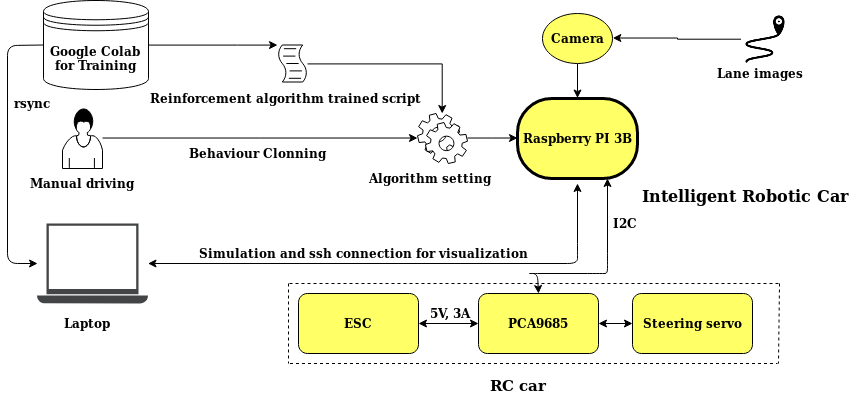 Google Colab
for Training
Camera
Lane images
rsync
Reinforcement algorithm trained script
Raspberry PI 3B
Behaviour Clonning
Manual driving
Algorithm setting
Intelligent Robotic Car
I2C
Simulation and ssh connection for visualization
Laptop
ESC
5V, 3A
PCA9685
Steering servo
RC car